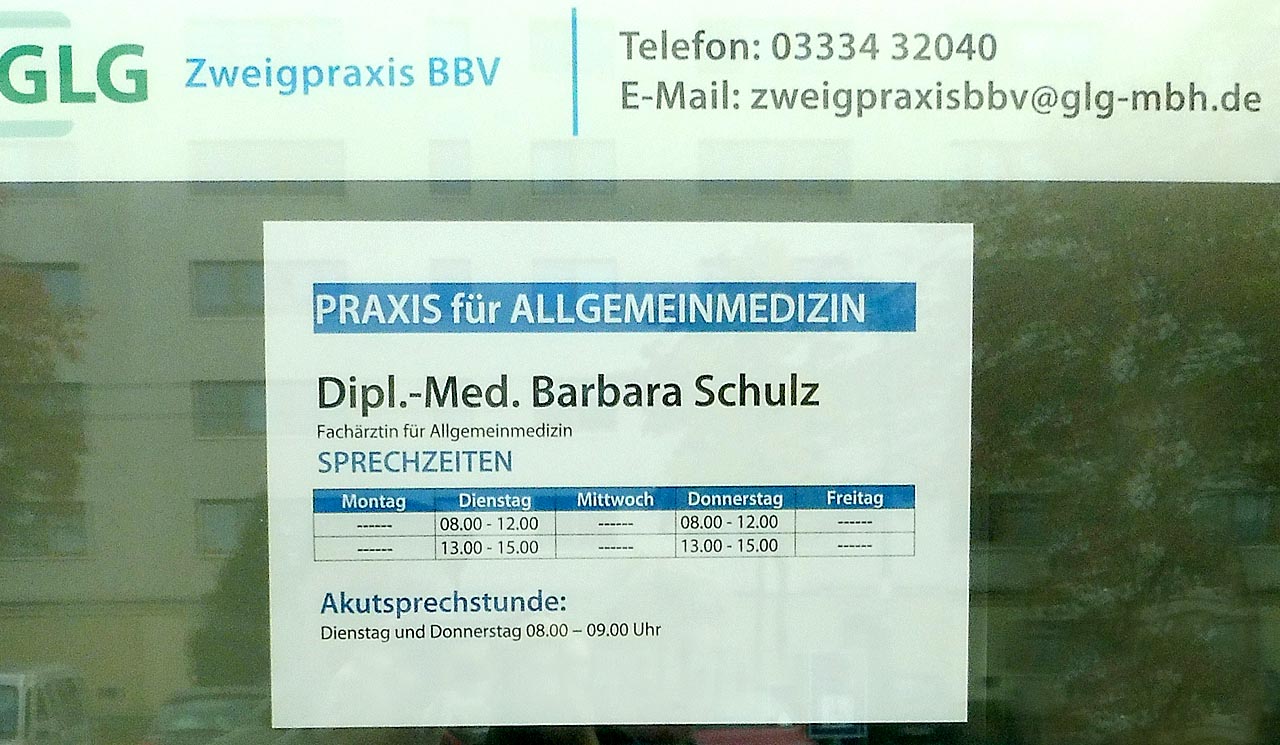 GLG Zweigpraxis BBV
Telefon: 03334 32040
E-Mail: zweigpraxisbbv@glg-mbh.de
PRAXIS für ALLGEMEINMEDIZIN
Dipl.-Med. Barbara Schulz
Fachärztin für Allgemeinmedizin
SPRECHZEITEN
Montag Dienstag Mittwoch Donnerstag Freitag
------ 08.00 - 12.00 ------ 08.00 - 12.00 ------
------ 13.00 - 15.00 ------ 13.00 - 15.00 ------
Akutsprechstunde:
Dienstag und Donnerstag 08.00 – 09.00 Uhr